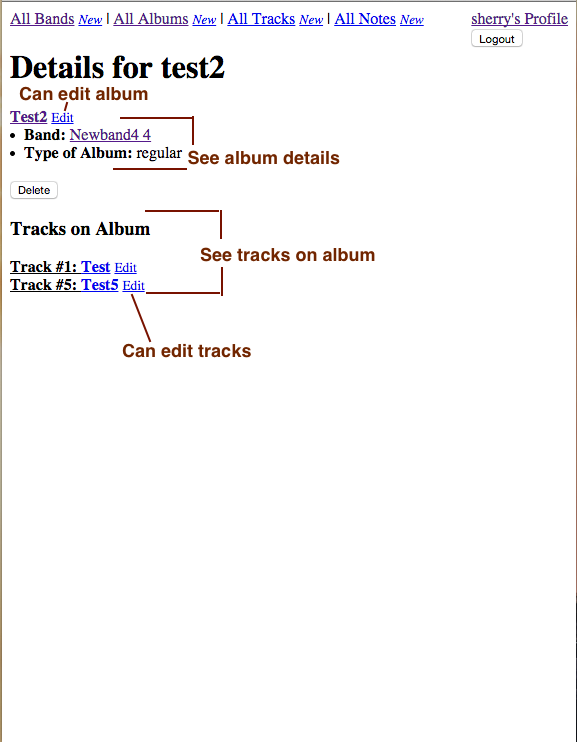 All Bands New | All Albums New | All Tracks New | All Notes New sherry's Profile
Logout
Details for test2
Can edit album
Test2 Edit
• Band: Newband4 4
• Type of Album: regular
See album details
Delete
Tracks on Album
See tracks on album
Track #1: Test Edit
Track #5: Test5 Edit
Can edit tracks